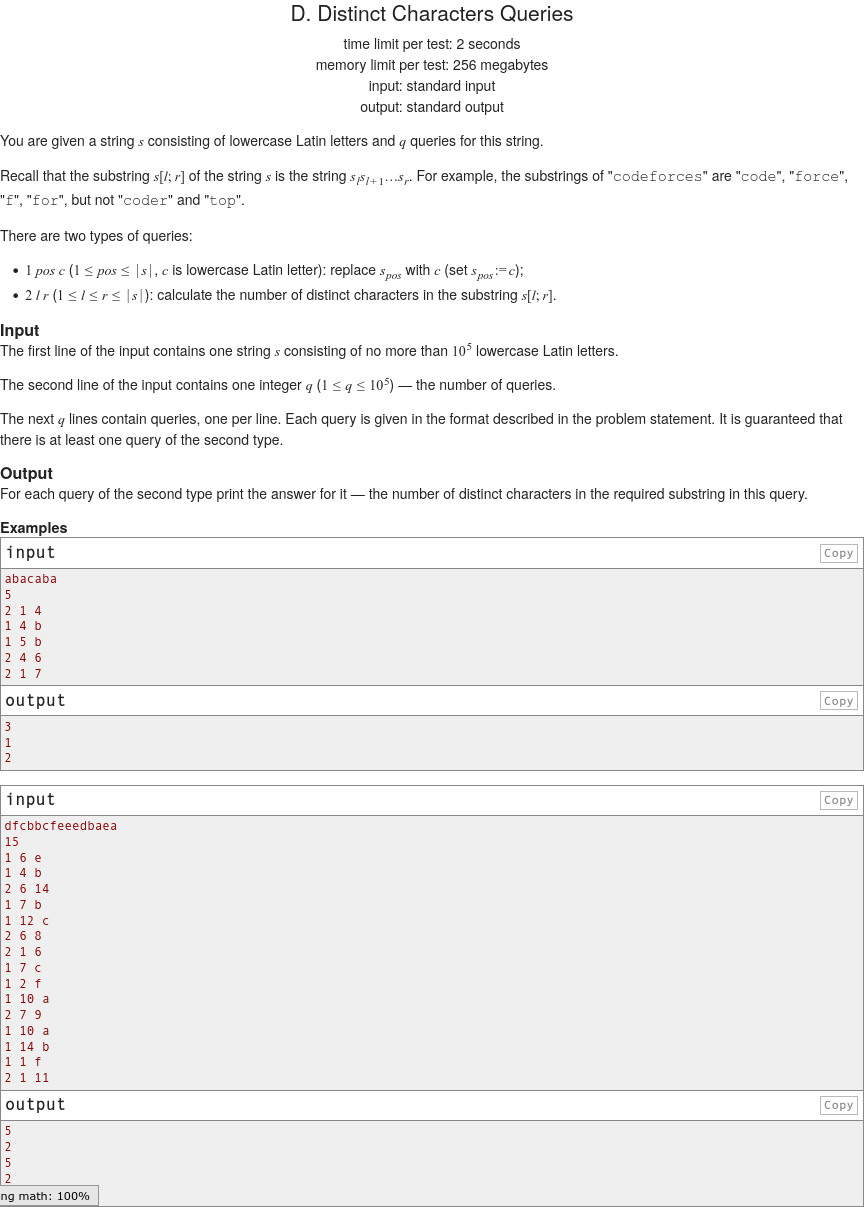 D. Distinct Characters Queries
time limit per test: 2 seconds
memory limit per test: 256 megabytes
input: standard input
output: standard output
You are given a string s consisting of lowercase Latin letters and q queries for this string.
Recall that the substring s[l; r] of the string s is the string s_l s_{l+1}…s_r. For example, the substrings of "codeforces" are "code", "force",
"f", "for", but not "coder" and "top".
There are two types of queries:
• 1 pos c (1 ≤ pos ≤ |s|, c is lowercase Latin letter): replace s_{pos} with c (set s_{pos}:=c);
• 2 l r (1 ≤ l ≤ r ≤ |s|): calculate the number of distinct characters in the substring s[l; r].
Input
The first line of the input contains one string s consisting of no more than 10^5 lowercase Latin letters.
The second line of the input contains one integer q (1 ≤ q ≤ 10^5) — the number of queries.
The next q lines contain queries, one per line. Each query is given in the format described in the problem statement. It is guaranteed that
there is at least one query of the second type.
Output
For each query of the second type print the answer for it — the number of distinct characters in the required substring in this query.
Examples
input Copy
abacaba
5
2 1 4
1 4 b
1 5 b
2 4 6
2 1 7
output Copy
3
1
2
input Copy
dfcbbcfeeedbaea
15
1 6 e
1 4 b
2 6 14
1 7 b
1 12 c
2 6 8
2 1 6
1 7 c
1 2 f
1 10 a
2 7 9
1 10 a
1 14 b
1 1 f
2 1 11
output Copy
5
2
5
2
ng math: 100%